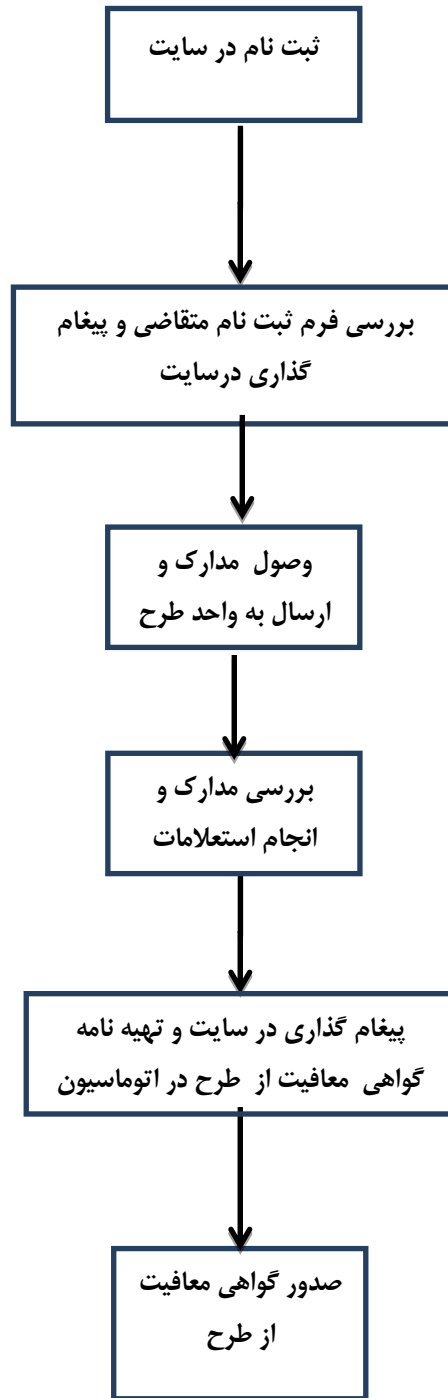 ثبت نام در سایت
بررسی فرم ثبت نام متقاضی و پیغام
گذاری درسایت
وصول مدارک و
ارسال به واحد طرح
بررسی مدارک و
انجام استعلامات
پیغام گذاری در سایت و تهیه نامه
گواهی معافیت از طرح در اتوماسیون
صدور گواهی معافیت
از طرح